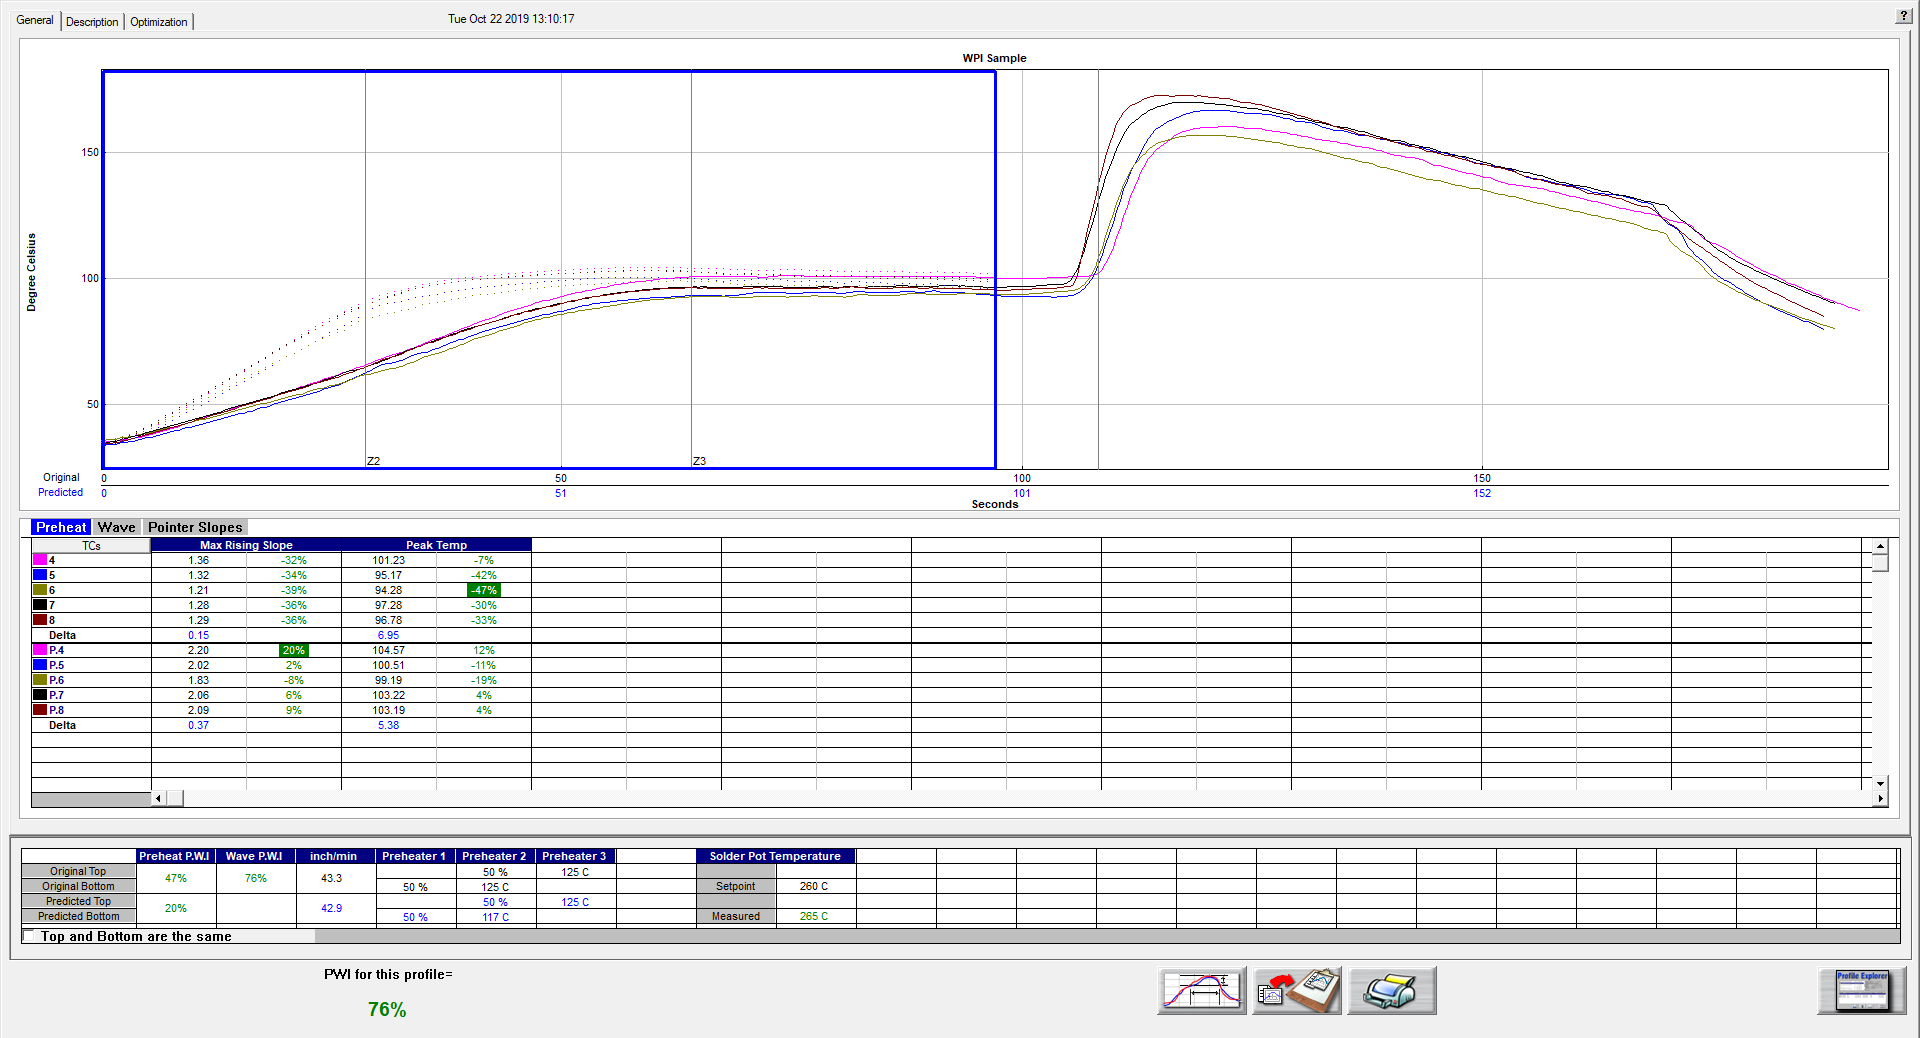 General Description Optimization Tue Oct 22 2019 13:10:17 ?
WPI Sample
150
100
50
Degree Celsius
Z2 Z3
Original 0 50 100 150
Predicted 0 51 101 152
Seconds
Preheat Wave Pointer Slopes
TCs Max Rising Slope Peak Temp
4 1.36 -32% 101.23 -7%
5 1.32 -34% 95.17 -42%
6 1.21 -39% 94.28 -47%
7 1.28 -36% 97.28 -30%
8 1.29 -36% 96.78 -33%
Delta 0.15 6.95
P.4 2.20 20% 104.57 12%
P.5 2.02 2% 100.51 -11%
P.6 1.83 -8% 99.19 -19%
P.7 2.06 6% 103.22 4%
P.8 2.09 9% 103.19 4%
Delta 0.37 5.38
Preheat P.W.I Wave P.W.I inch/min Preheater 1 Preheater 2 Preheater 3 Solder Pot Temperature
Original Top 47% 76% 43.3 50 % 125 C
Original Bottom 50 % 125 C Setpoint 260 C
Predicted Top 20% 42.9 50 % 125 C
Predicted Bottom 50 % 117 C Measured 265 C
Top and Bottom are the same
PWI for this profile=
76%
Profile Explorer